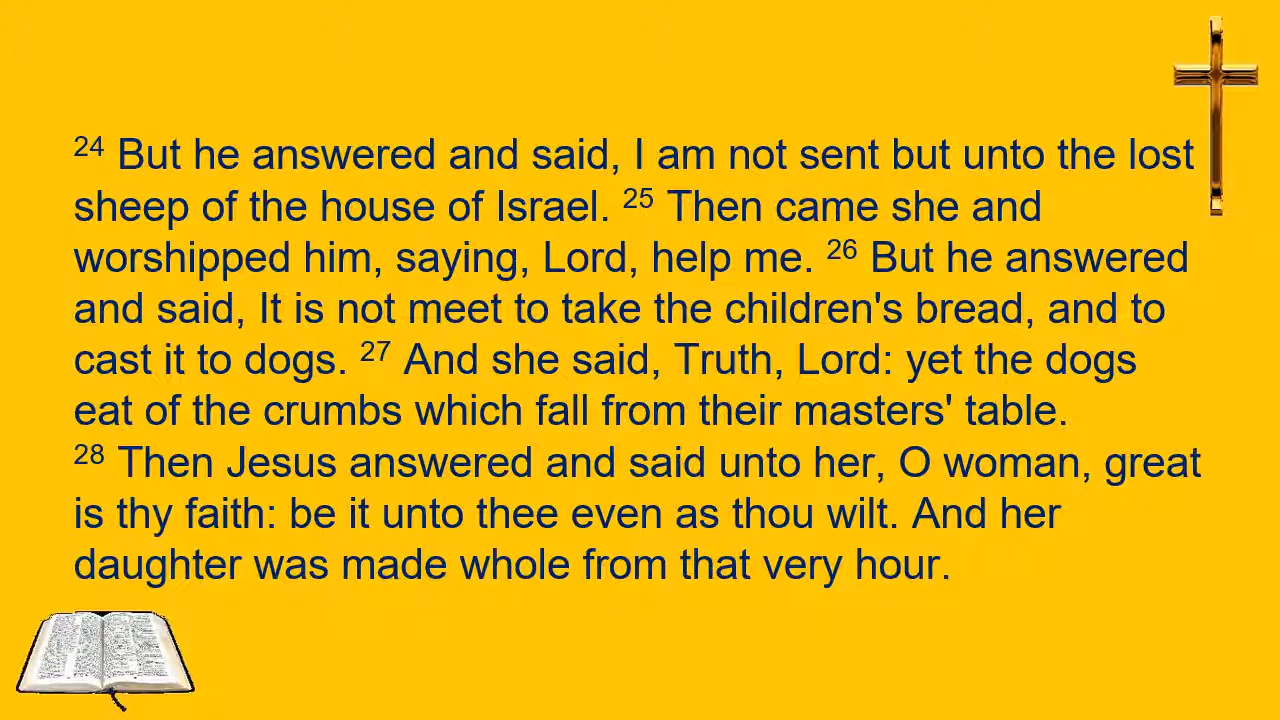 24 But he answered and said, I am not sent but unto the lost
sheep of the house of Israel. 25 Then came she and
worshipped him, saying, Lord, help me. 26 But he answered
and said, It is not meet to take the children's bread, and to
cast it to dogs. 27 And she said, Truth, Lord: yet the dogs
eat of the crumbs which fall from their masters' table.
28 Then Jesus answered and said unto her, O woman, great
is thy faith: be it unto thee even as thou wilt. And her
daughter was made whole from that very hour.